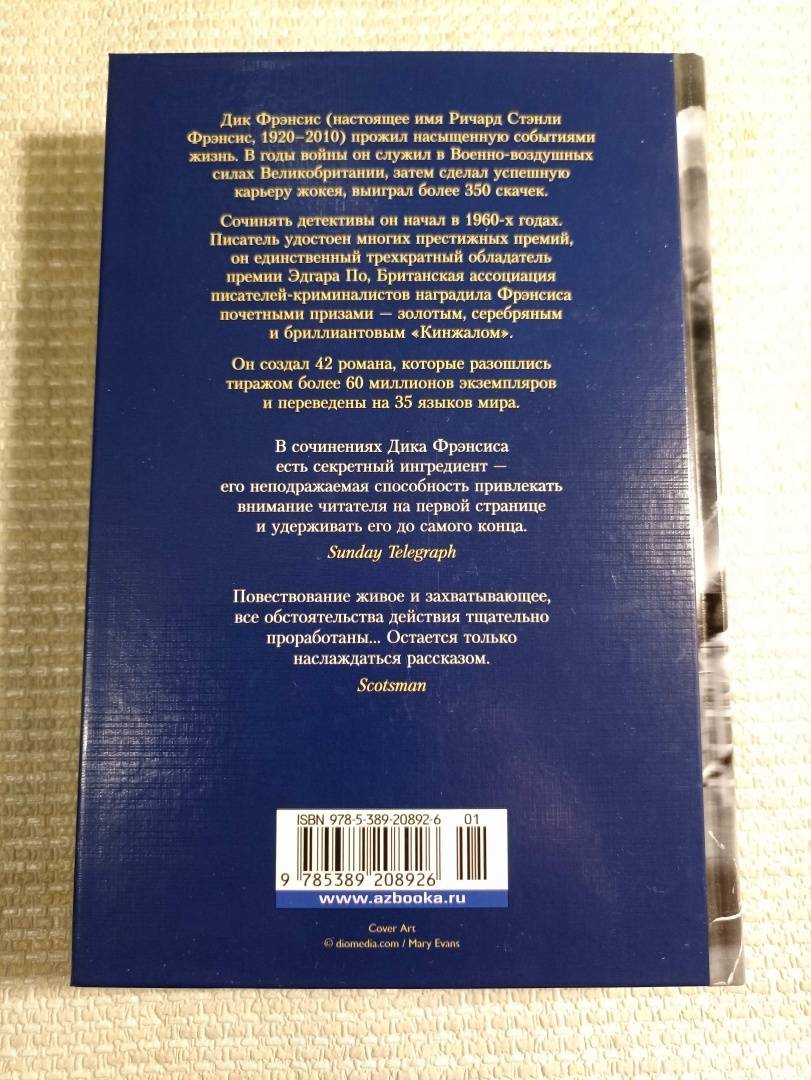 Дик Фрэнсис (настоящее имя Ричард Стэнли
Фрэнсис, 1920–2010) прожил насыщенную событиями
жизнь. В годы войны он служил в Военно-воздушных
силах Великобритании, затем сделал успешную
карьеру жокея, выиграл более 350 скачек.
Сочинять детективы он начал в 1960-х годах.
Писатель удостоен многих престижных премий,
он единственный трехкратный обладатель
премии Эдгара По, Британская ассоциация
писателей-криминалистов наградила Фрэнсиса
почетными призами — золотым, серебряным
и бриллиантовым «Кинжалом».
Он создал 42 романа, которые разошлись
тиражом более 60 миллионов экземпляров
и переведены на 35 языков мира.
В сочинениях Дика Фрэнсиса
есть секретный ингредиент —
его неподражаемая способность привлекать
внимание читателя на первой странице
и удерживать его до самого конца.
Sunday Telegraph
Повествование живое и захватывающее,
все обстоятельства действия тщательно
проработаны... Остается только
наслаждаться рассказом.
Scotsman
ISBN 978-5-389-20892-6 01
9 785389 208926
www.azbooka.ru
Cover Art
© diomedia.com / Mary Evans